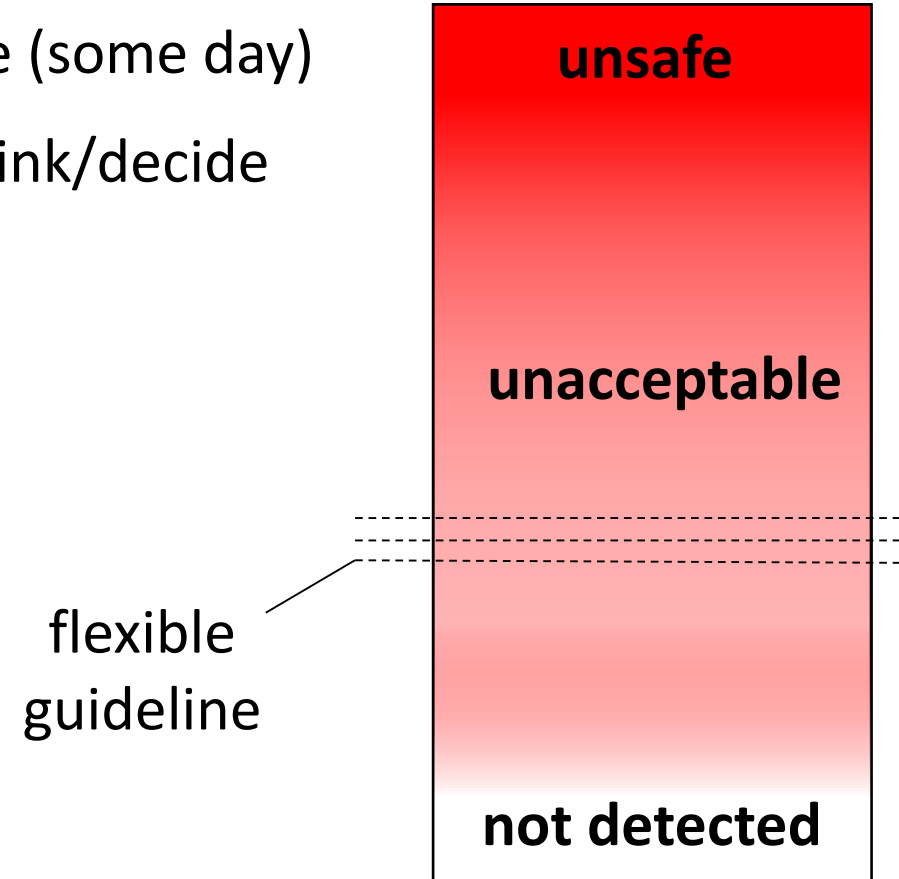 e (some day)
ink/decide
unsafe
unacceptable
flexible
guideline
not detected